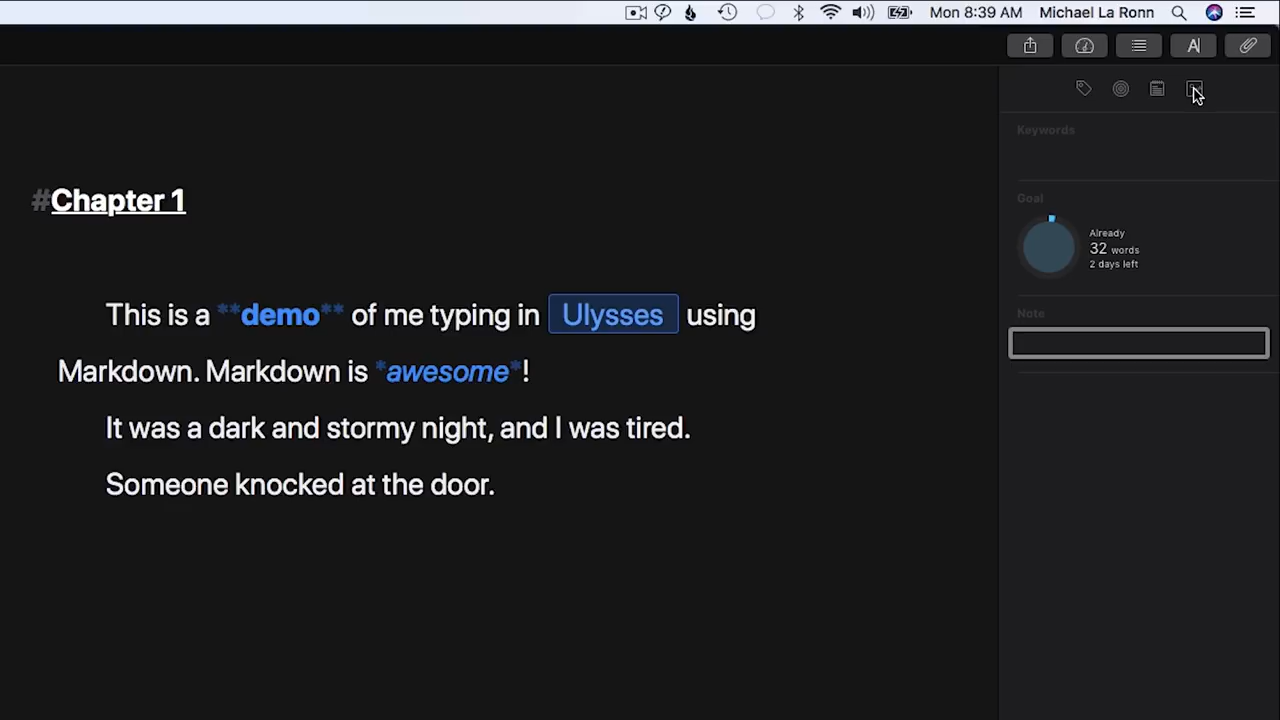 Mon 8:39 AM Michael La Ronn
A
Keywords
#Chapter 1
Goal
Already
32 words
2 days left
This is a **demo** of me typing in Ulysses using
Note
Markdown. Markdown is *awesome*!
It was a dark and stormy night, and I was tired.
Someone knocked at the door.